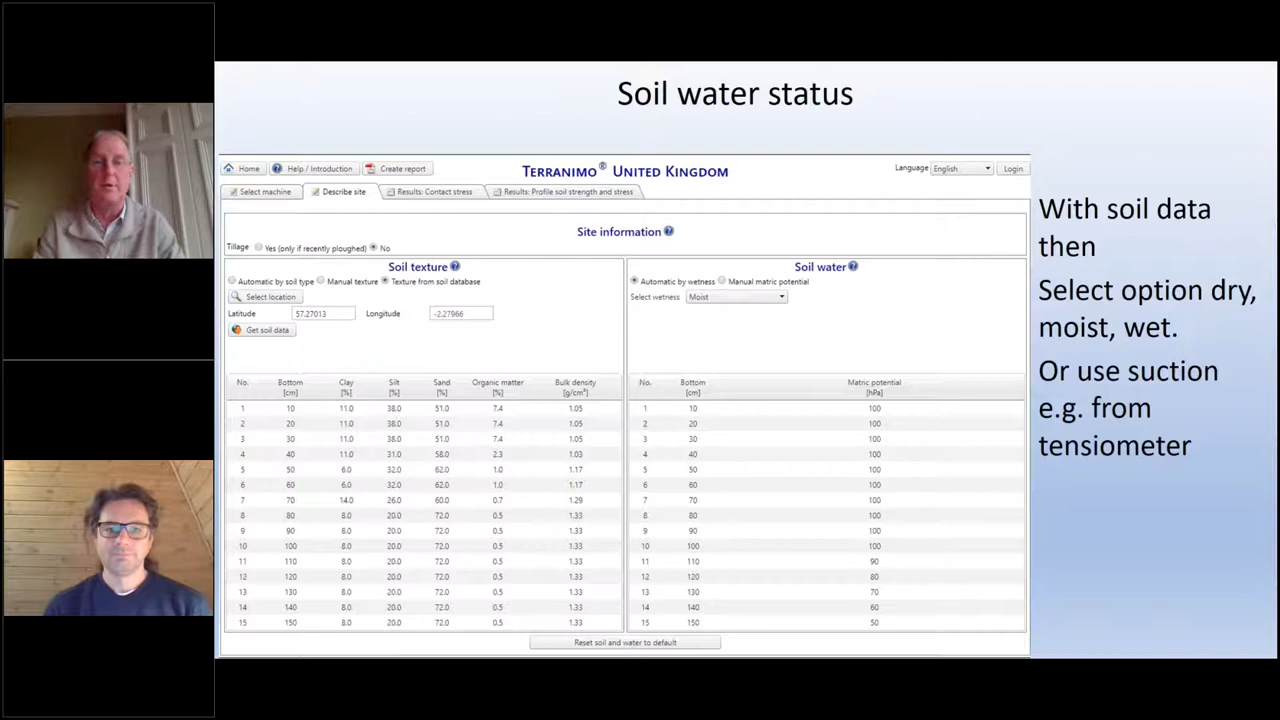 Soil water status
Home Help / Introduction Create report TERRANIMO® UNITED KINGDOM Language English Login
Select machine Describe site Results: Contact stress Results: Profile soil strength and stress
Site information
Tillage Yes (only if recently ploughed) No
Soil texture
Automatic by soil type Manual texture Texture from soil database
Select location
Latitude 57.27013 Longitude -2.27966
Get soil data
No. Bottom Clay Silt Sand Organic matter Bulk density
[cm] [%] [%] [%] [%] [g/cm³]
1 10 11.0 38.0 51.0 7.4 1.05
2 20 11.0 38.0 51.0 7.4 1.05
3 30 11.0 38.0 51.0 7.4 1.05
4 40 11.0 31.0 58.0 2.3 1.03
5 50 6.0 32.0 62.0 1.0 1.17
6 60 6.0 32.0 62.0 1.0 1.17
7 70 14.0 26.0 60.0 0.7 1.29
8 80 8.0 20.0 72.0 0.5 1.33
9 90 8.0 20.0 72.0 0.5 1.33
10 100 8.0 20.0 72.0 0.5 1.33
11 110 8.0 20.0 72.0 0.5 1.33
12 120 8.0 20.0 72.0 0.5 1.33
13 130 8.0 20.0 72.0 0.5 1.33
14 140 8.0 20.0 72.0 0.5 1.33
15 150 8.0 20.0 72.0 0.5 1.33
Soil water
Automatic by wetness Manual matric potential
Select wetness Moist
No. Bottom Matric potential
[cm] [hPa]
1 10 100
2 20 100
3 30 100
4 40 100
5 50 100
6 60 100
7 70 100
8 80 100
9 90 100
10 100 100
11 110 90
12 120 80
13 130 70
14 140 60
15 150 50
Reset soil and water to default
With soil data
then
Select option dry,
moist, wet.
Or use suction
e.g. from
tensiometer